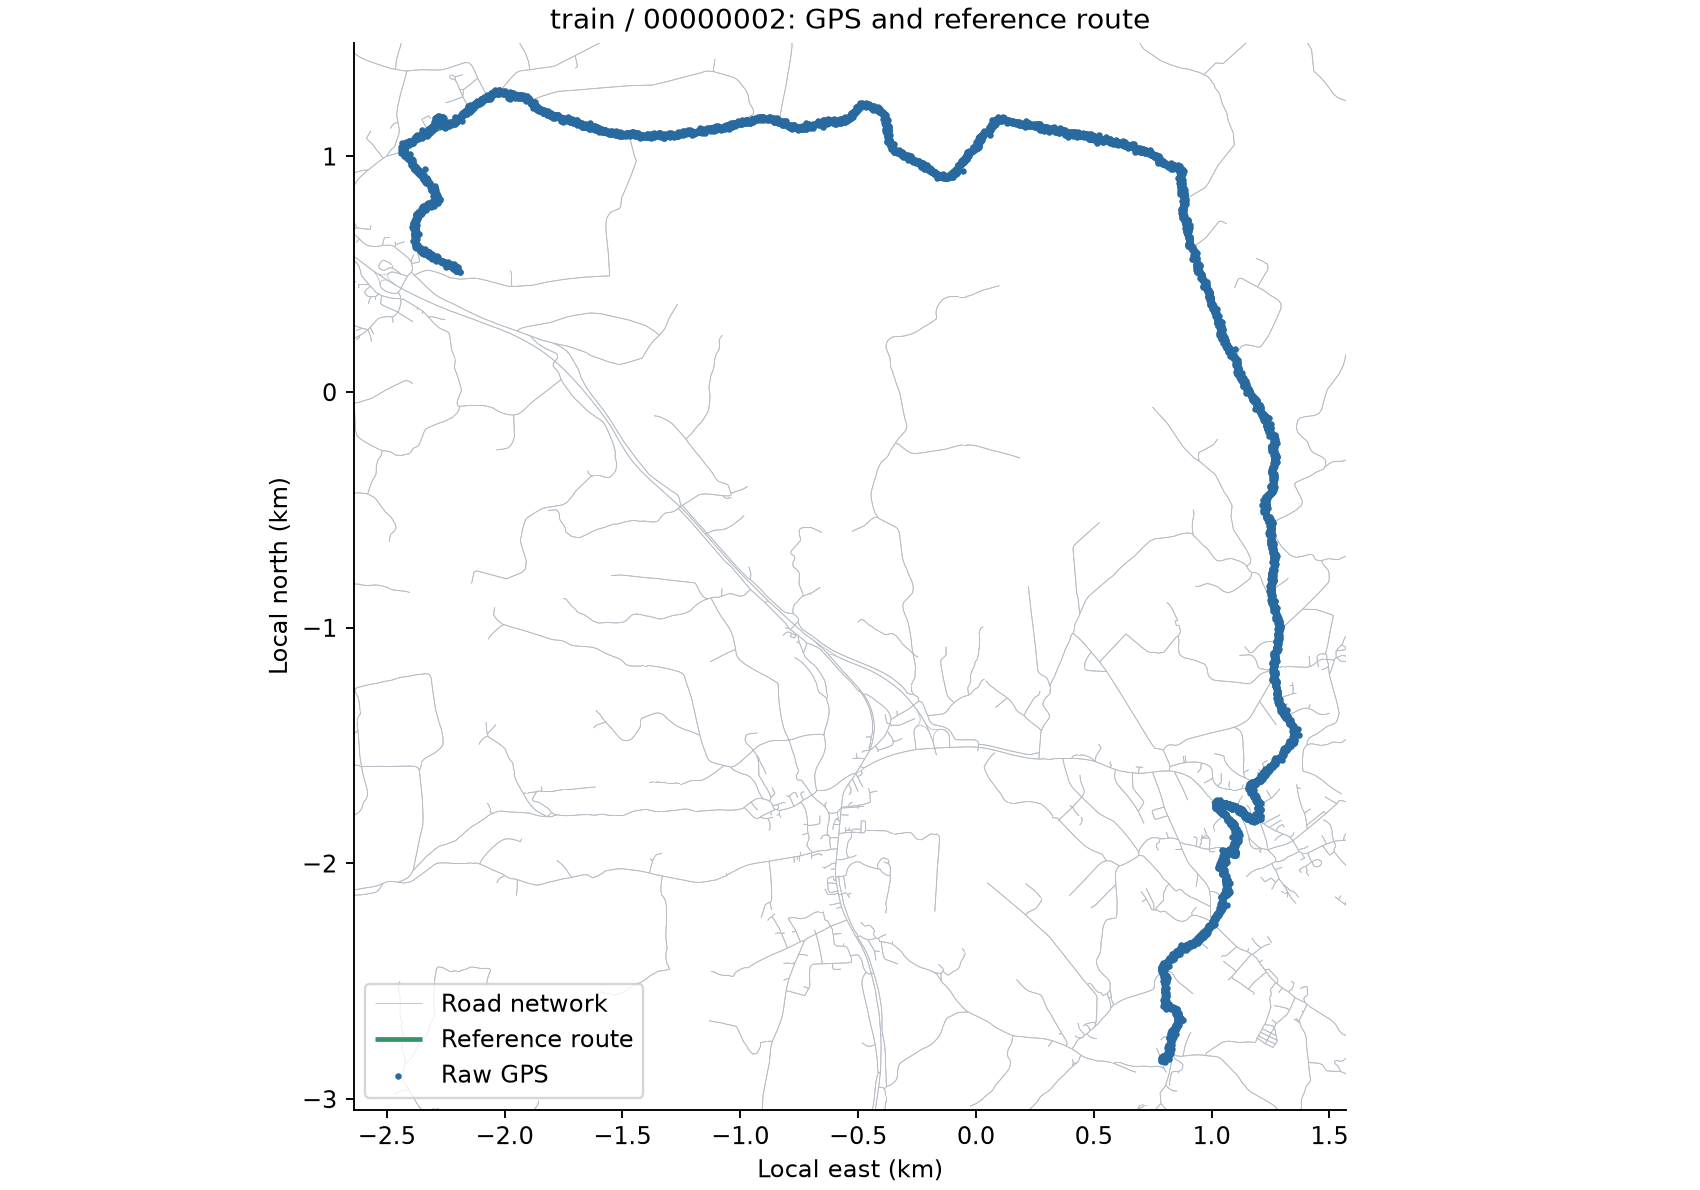 train / 00000002: GPS and reference route
Local north (km)
1
0
−1
−2
−3
Road network
Reference route
Raw GPS
−2.5 −2.0 −1.5 −1.0 −0.5 0.0 0.5 1.0 1.5
Local east (km)